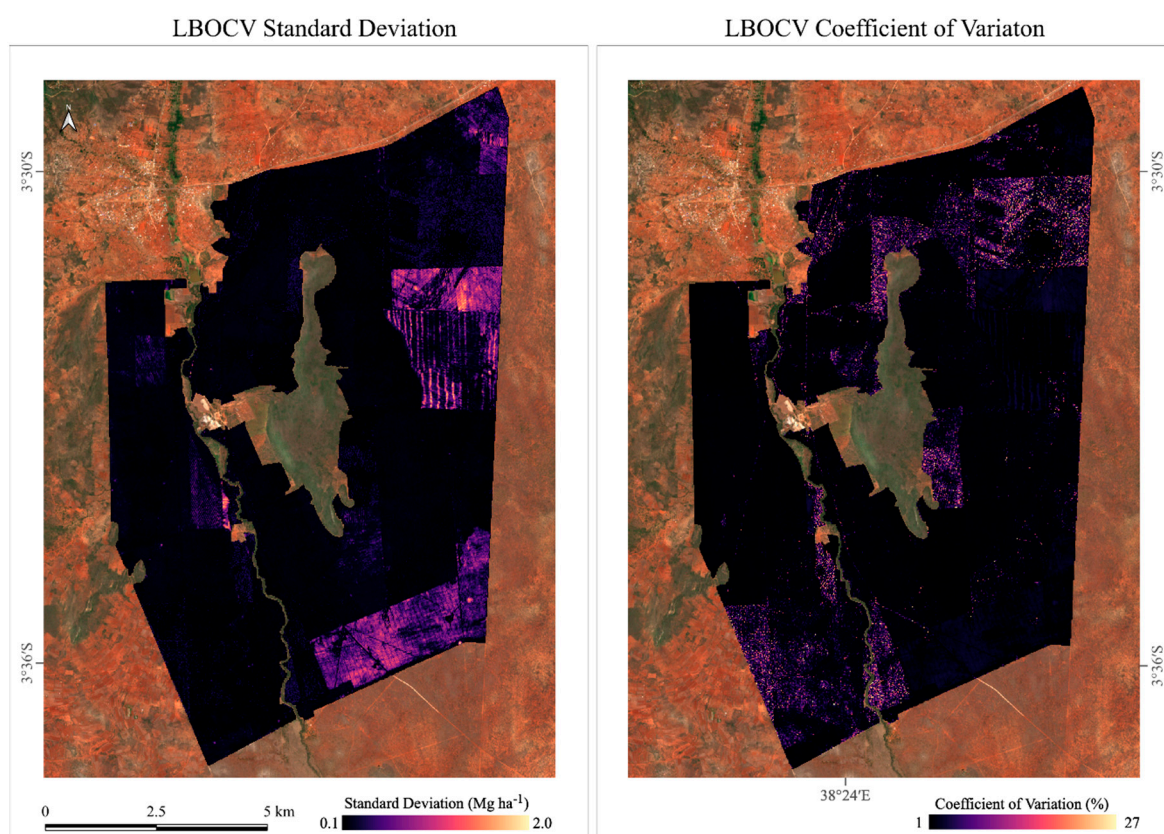 LBOCV Standard Deviation
LBOCV Coefficient of Variaton
N
3°30'S
3°30'S
3°36'S
3°36'S
38°24'E
0 2.5 5 km
Standard Deviation (Mg ha⁻¹)
0.1 2.0
Coefficient of Variation (%)
1 27